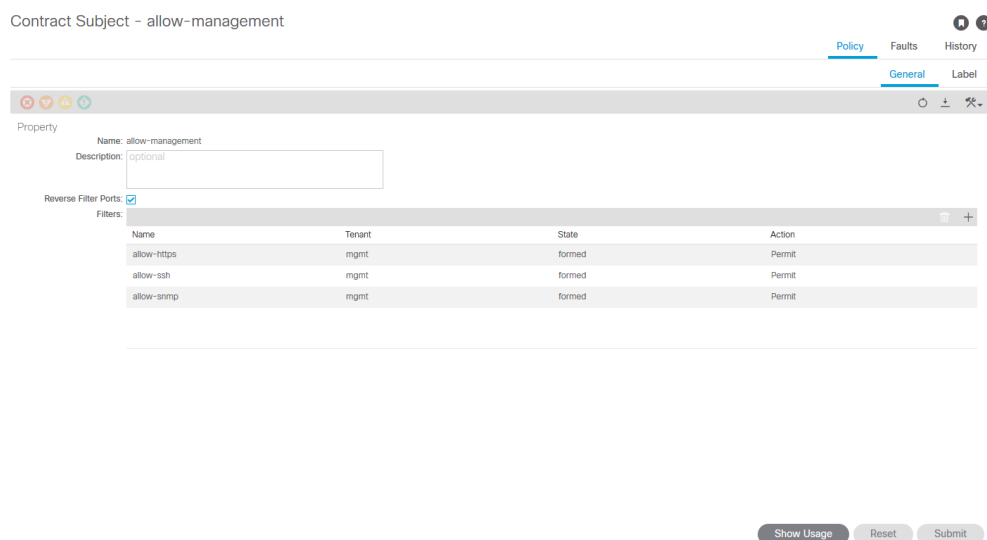 Contract Subject - allow-management
?
Policy Faults History
General Label
Property
Name: allow-management
Description: optional
Reverse Filter Ports:
Filters:
Name Tenant State Action
allow-https mgmt formed Permit
allow-ssh mgmt formed Permit
allow-snmp mgmt formed Permit
Show Usage Reset Submit